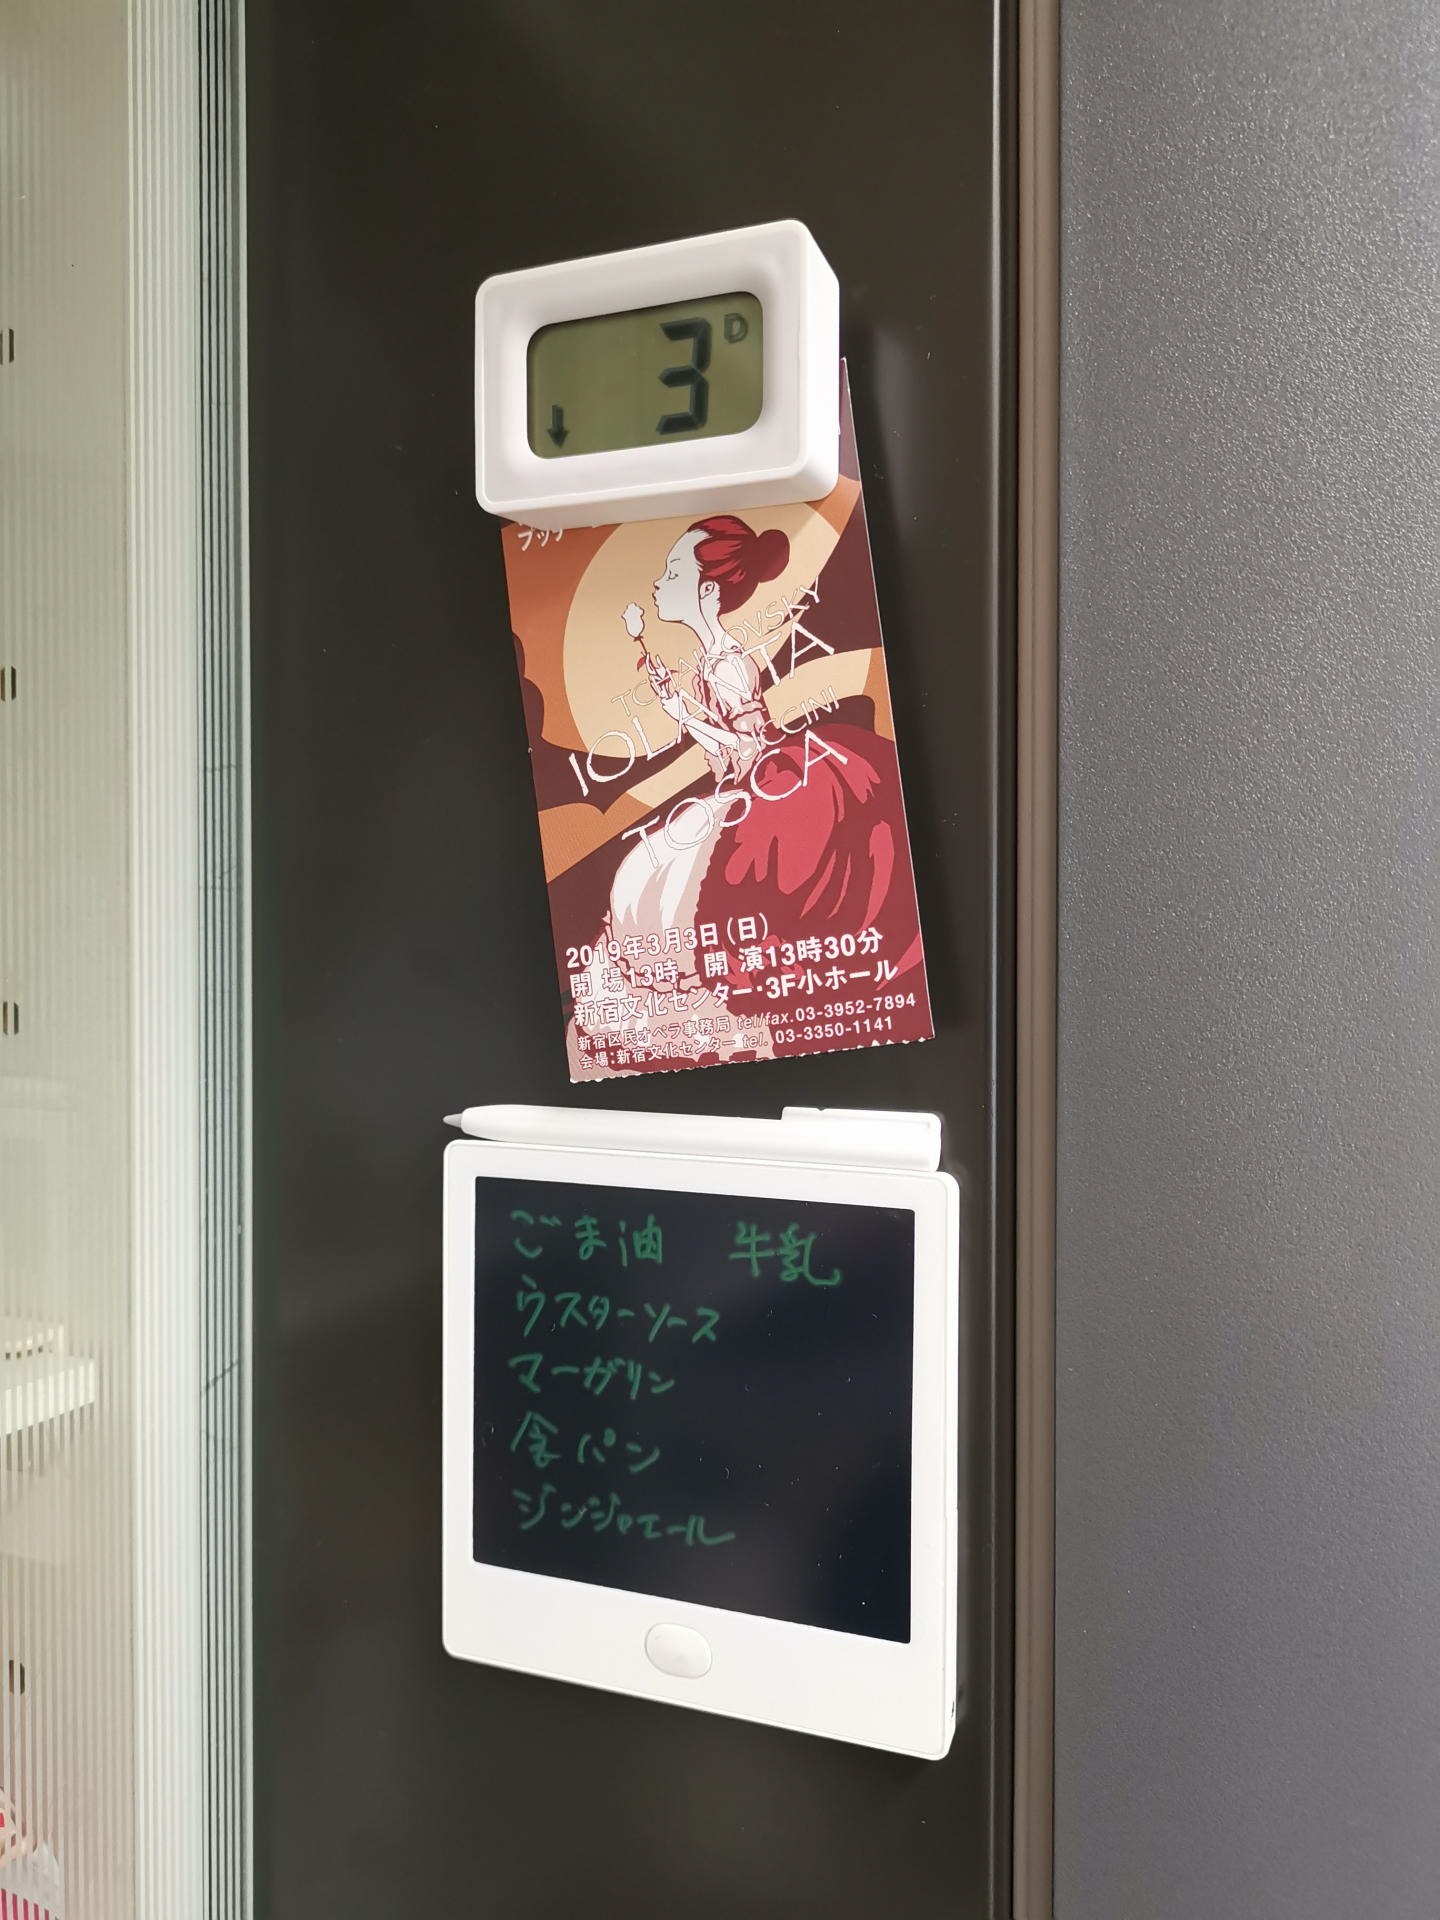 3 D
↓
プッチーニ
TCHAIKOVSKY
IOLANTA
PUCCINI
TOSCA
2019年3月3日(日)
開 場13時 開 演13時30分
新宿文化センター・3F小ホール
新宿区民オペラ事務局 tel/fax.03-3952-7894
会場:新宿文化センター tel. 03-3350-1141
ごま油 牛乳
ウスターソース
マーガリン
食パン
ジンジャエール